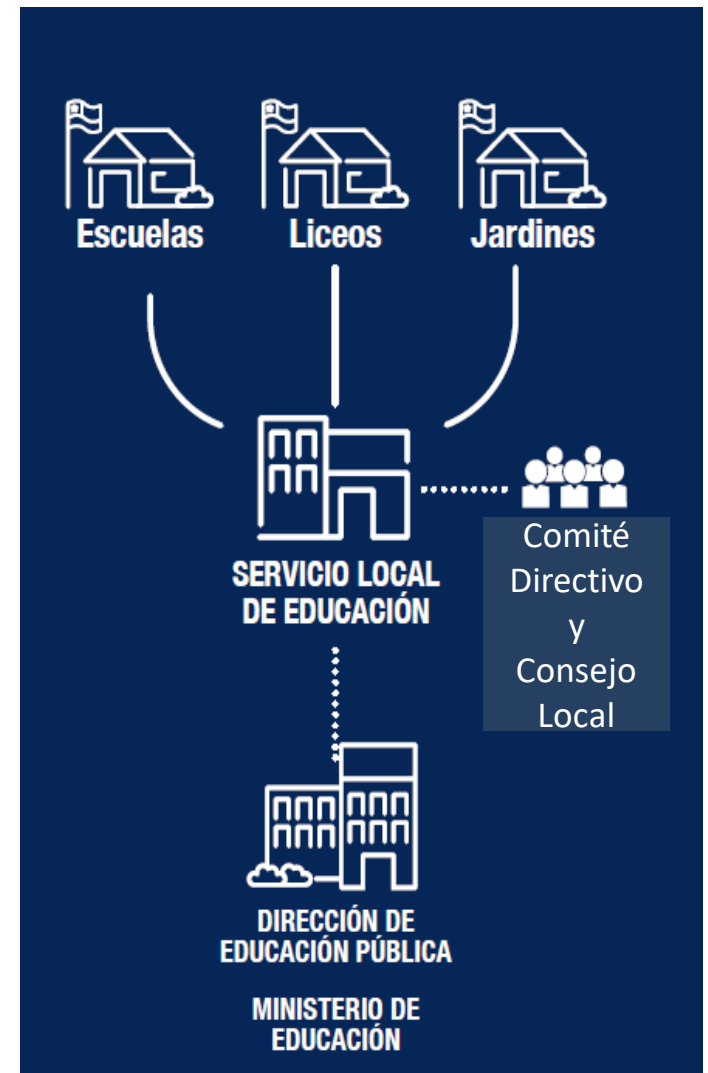 Escuelas Liceos Jardines
SERVICIO LOCAL
DE EDUCACIÓN
Comité
Directivo
y
Consejo
Local
DIRECCIÓN DE
EDUCACIÓN PÚBLICA
MINISTERIO DE
EDUCACIÓN